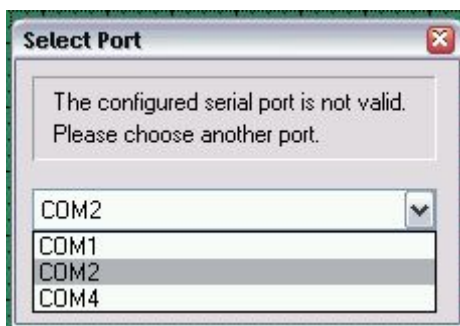 Select Port
The configured serial port is not valid.
Please choose another port.
COM2
COM1
COM2
COM4